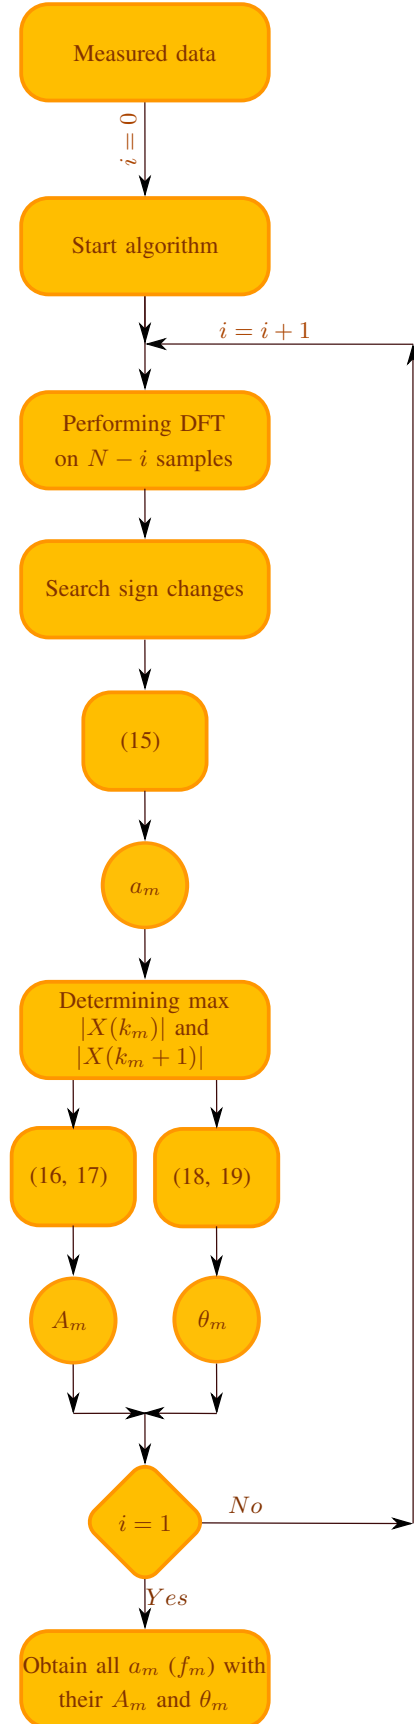 Measured data
i = 0
Start algorithm
i = i + 1
Performing DFT
on N − i samples
Search sign changes
(15)
a_m
Determining max
|X(k_m)| and
|X(k_m + 1)|
(16, 17)
(18, 19)
A_m
θ_m
i = 1
No
Yes
Obtain all a_m (f_m) with
their A_m and θ_m